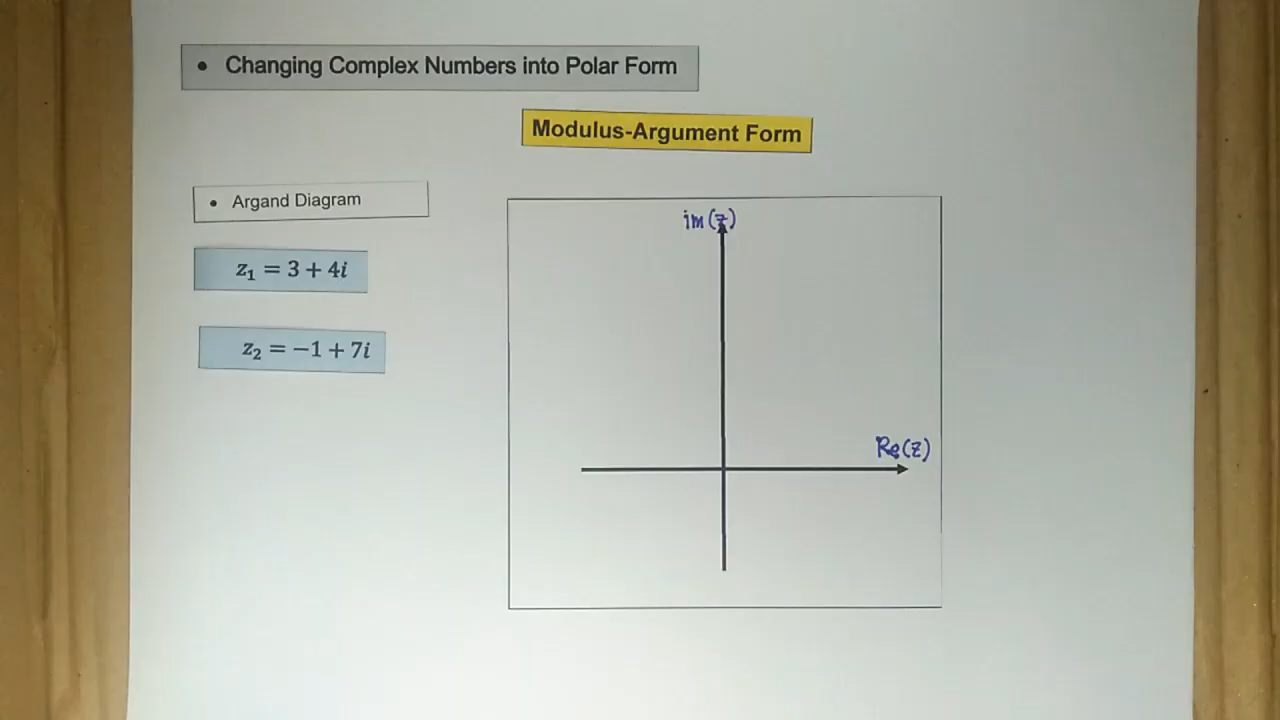 • Changing Complex Numbers into Polar Form
Modulus-Argument Form
• Argand Diagram
im(z)
z₁ = 3 + 4i
z₂ = −1 + 7i
Re(z)